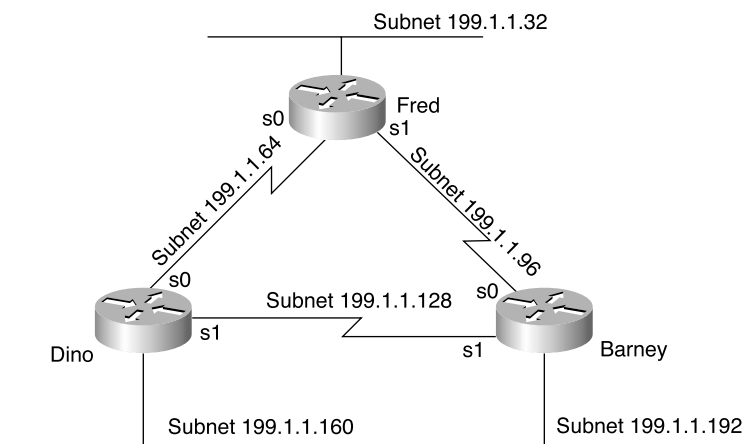 Subnet 199.1.1.32
Fred
s0
s1
Subnet 199.1.1.64
Subnet 199.1.1.96
s0
s0
Subnet 199.1.1.128
s1
s1
Dino
Barney
Subnet 199.1.1.160
Subnet 199.1.1.192